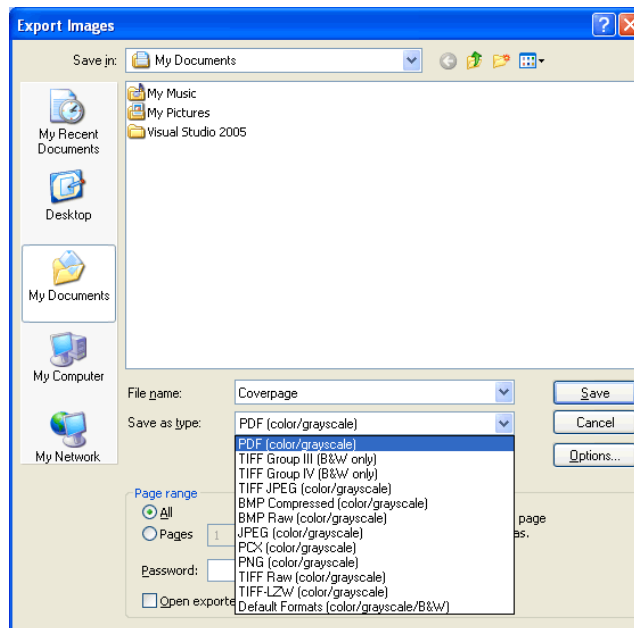 Export Images
Save in: My Documents
My Music
My Pictures
Visual Studio 2005
My Recent
Documents
Desktop
My Documents
My Computer
My Network
File name: Coverpage Save
Save as type: PDF (color/grayscale) Cancel
Options...
PDF (color/grayscale)
TIFF Group III (B&W only)
TIFF Group IV (B&W only)
TIFF JPEG (color/grayscale)
BMP Compressed (color/grayscale)
BMP Raw (color/grayscale)
JPEG (color/grayscale)
PCX (color/grayscale)
PNG (color/grayscale)
TIFF Raw (color/grayscale)
TIFF-LZW (color/grayscale)
Default Formats (color/grayscale/B&W)
Page range
All page
Pages 1 as.
Password:
Open exporte